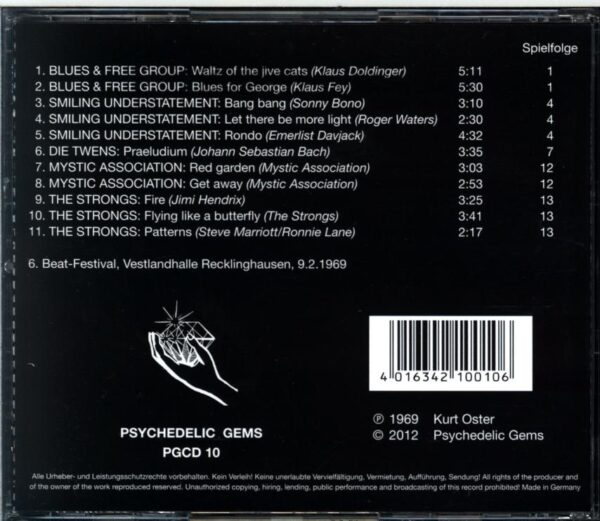 Spielfolge
1. BLUES & FREE GROUP: Waltz of the jive cats (Klaus Doldinger) 5:11 1
2. BLUES & FREE GROUP: Blues for George (Klaus Fey) 5:30 1
3. SMILING UNDERSTATEMENT: Bang bang (Sonny Bono) 3:10 4
4. SMILING UNDERSTATEMENT: Let there be more light (Roger Waters) 2:30 4
5. SMILING UNDERSTATEMENT: Rondo (Emerlist Davjack) 4:32 4
6. DIE TWENS: Praeludium (Johann Sebastian Bach) 3:35 7
7. MYSTIC ASSOCIATION: Red garden (Mystic Association) 3:03 12
8. MYSTIC ASSOCIATION: Get away (Mystic Association) 2:53 12
9. THE STRONGS: Fire (Jimi Hendrix) 3:25 13
10. THE STRONGS: Flying like a butterfly (The Strongs) 3:41 13
11. THE STRONGS: Patterns (Steve Marriott/Ronnie Lane) 2:17 13
6. Beat-Festival, Vestlandhalle Recklinghausen, 9.2.1969
4 016342 100106
PSYCHEDELIC GEMS
PGCD 10
℗ 1969 Kurt Oster
© 2012 Psychedelic Gems
Alle Urheber- und Leistungsschutzrechte vorbehalten. Kein Verleih! Keine unerlaubte Vervielfältigung, Vermietung, Aufführung, Sendung! All rights of the producer and
of the owner of the work reproduced reserved. Unauthorized copying, hiring, lending, public performance and broadcasting of this record prohibited! Made in Germany